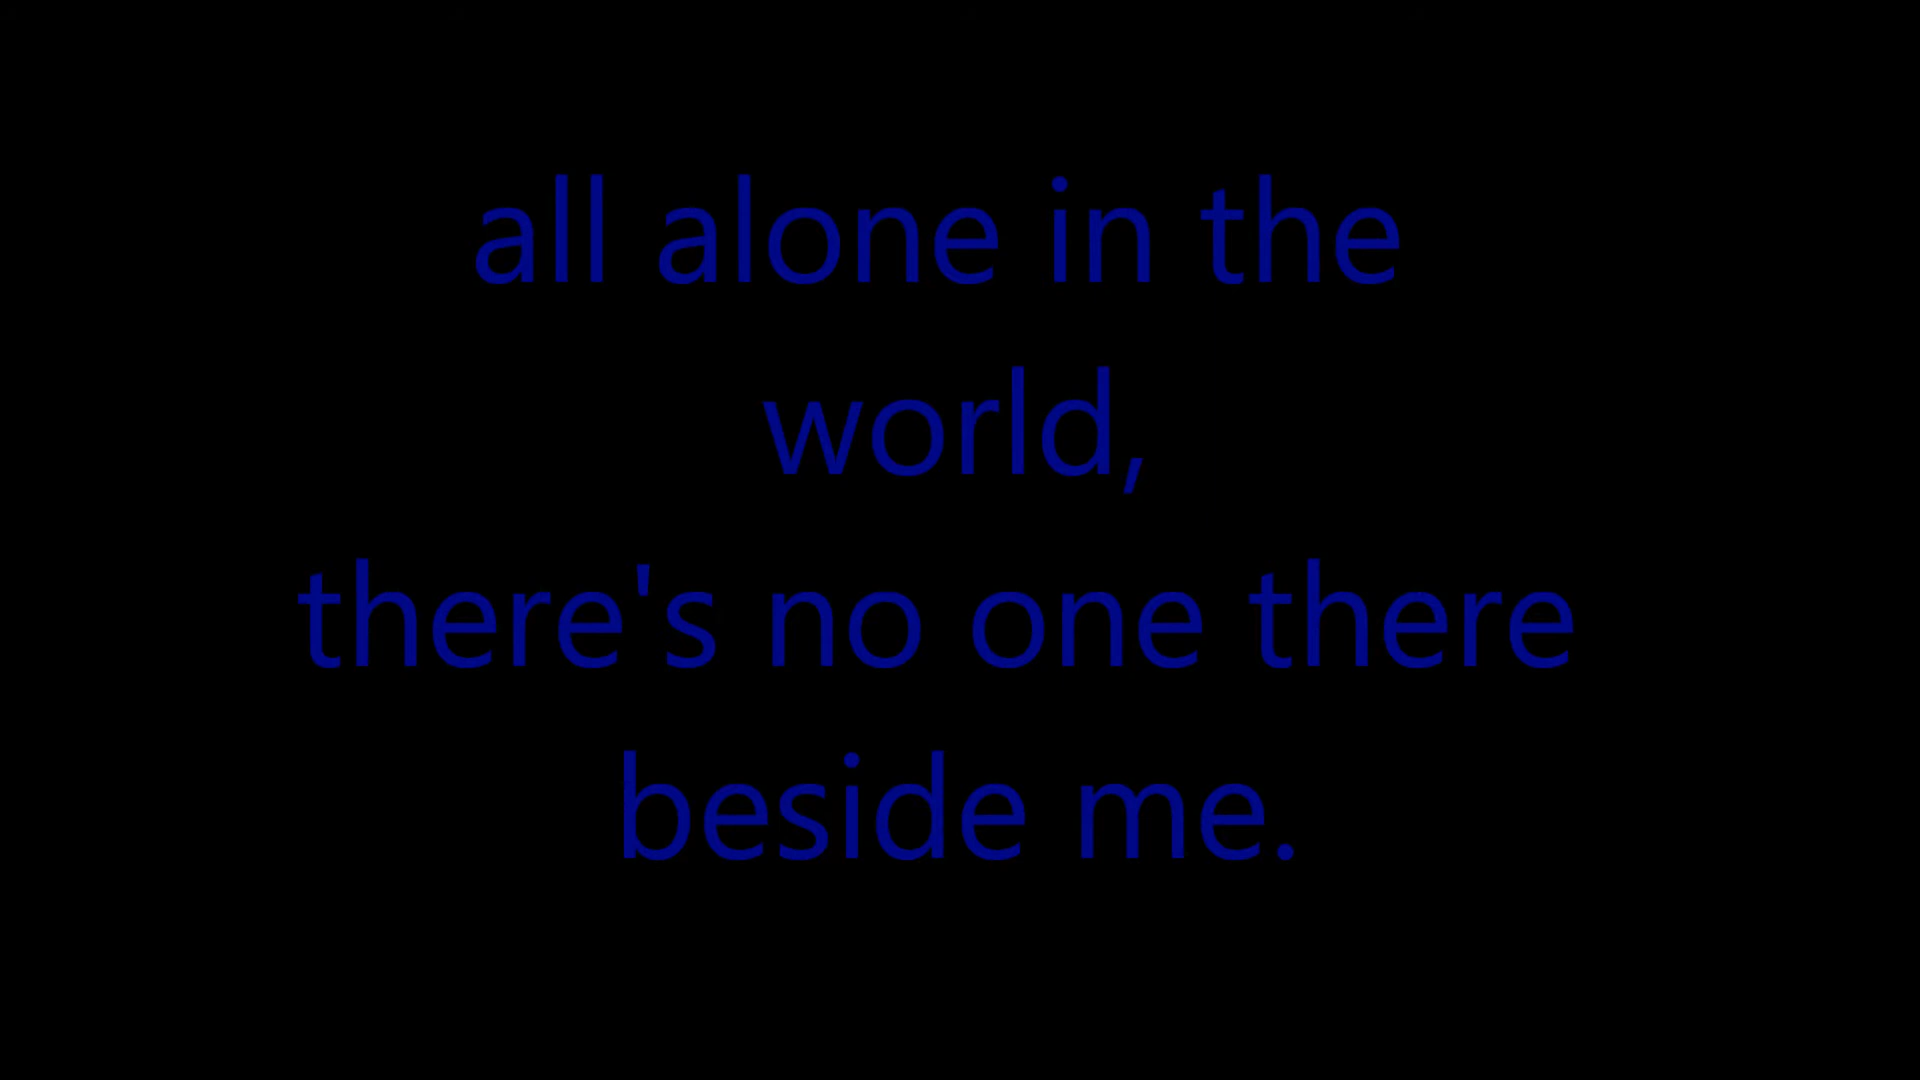 all alone in the
world,
there's no one there
beside me.